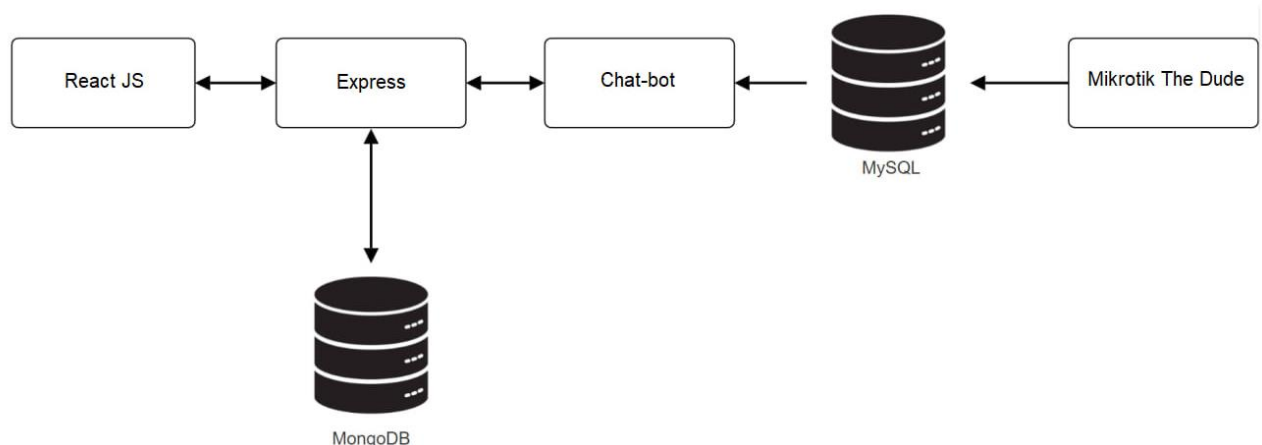 React JS
Express
Chat-bot
Mikrotik The Dude
MySQL
MongoDB